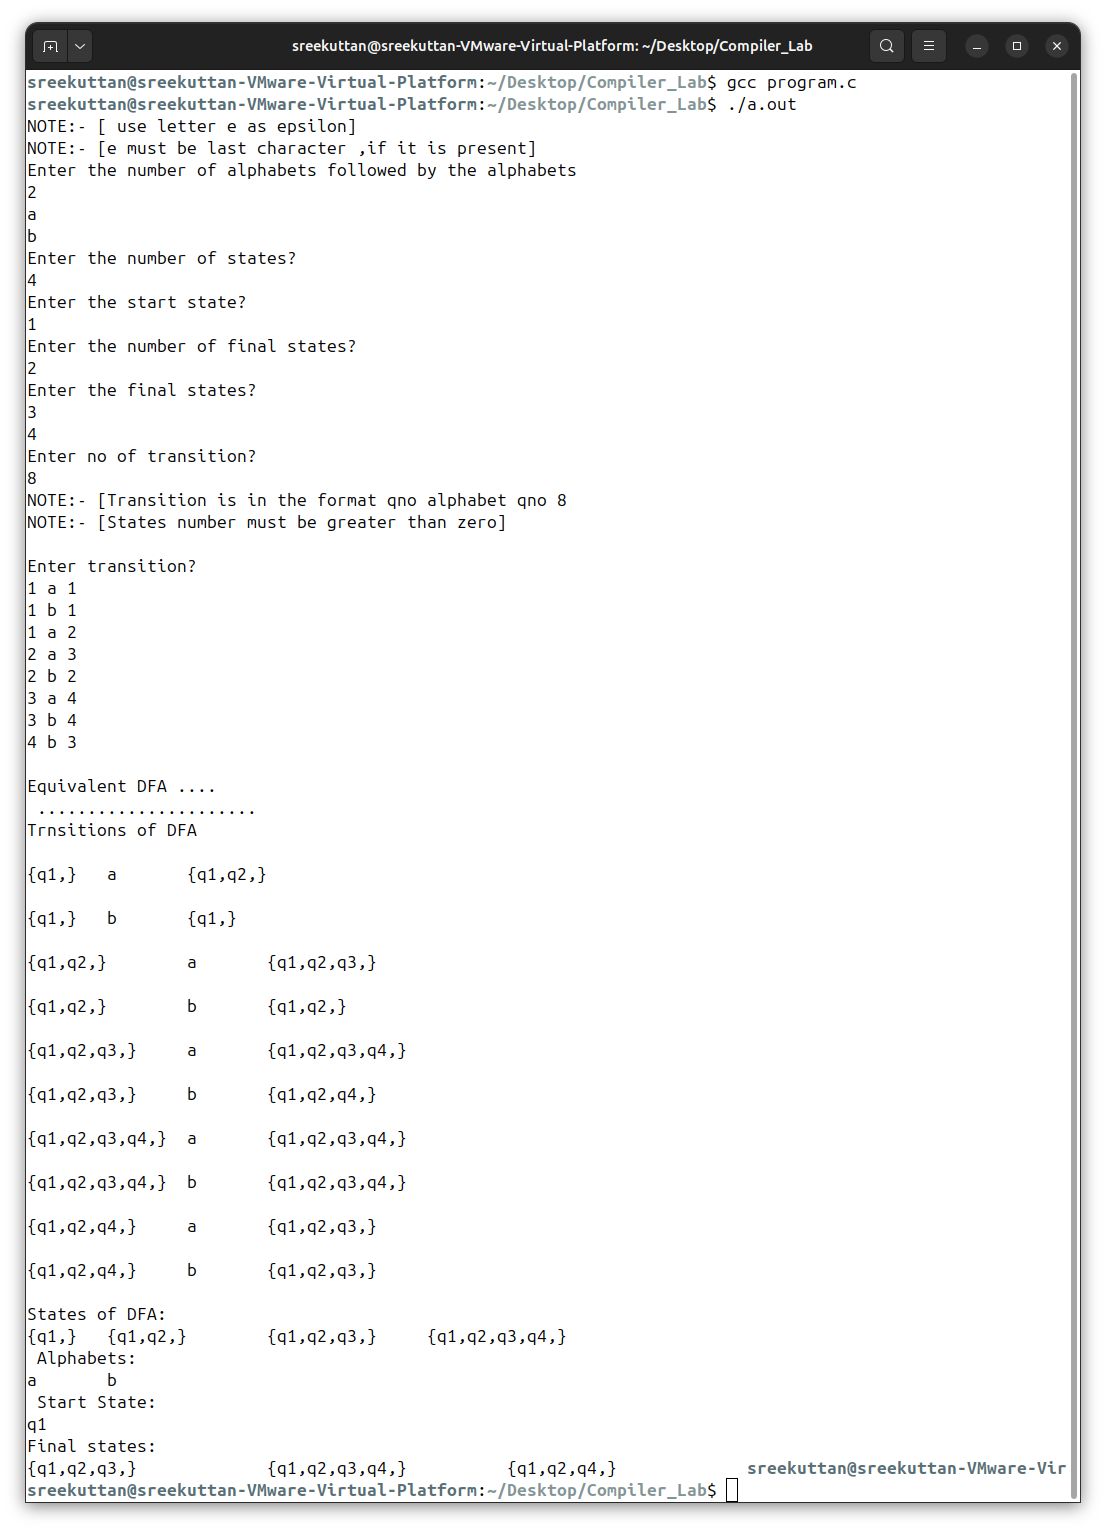 sreekuttan@sreekuttan-VMware-Virtual-Platform: ~/Desktop/Compiler_Lab
sreekuttan@sreekuttan-VMware-Virtual-Platform:~/Desktop/Compiler_Lab$ gcc program.c
sreekuttan@sreekuttan-VMware-Virtual-Platform:~/Desktop/Compiler_Lab$ ./a.out
NOTE:- [ use letter e as epsilon]
NOTE:- [e must be last character ,if it is present]
Enter the number of alphabets followed by the alphabets
2
a
b
Enter the number of states?
4
Enter the start state?
1
Enter the number of final states?
2
Enter the final states?
3
4
Enter no of transition?
8
NOTE:- [Transition is in the format qno alphabet qno 8
NOTE:- [States number must be greater than zero]
Enter transition?
1 a 1
1 b 1
1 a 2
2 a 3
2 b 2
3 a 4
3 b 4
4 b 3
Equivalent DFA ....
......................
Trnsitions of DFA
{q1,} a {q1,q2,}
{q1,} b {q1,}
{q1,q2,} a {q1,q2,q3,}
{q1,q2,} b {q1,q2,}
{q1,q2,q3,} a {q1,q2,q3,q4,}
{q1,q2,q3,} b {q1,q2,q4,}
{q1,q2,q3,q4,} a {q1,q2,q3,q4,}
{q1,q2,q3,q4,} b {q1,q2,q3,q4,}
{q1,q2,q4,} a {q1,q2,q3,}
{q1,q2,q4,} b {q1,q2,q3,}
States of DFA:
{q1,} {q1,q2,} {q1,q2,q3,} {q1,q2,q3,q4,}
Alphabets:
a b
Start State:
q1
Final states:
{q1,q2,q3,} {q1,q2,q3,q4,} {q1,q2,q4,} sreekuttan@sreekuttan-VMware-Vir
sreekuttan@sreekuttan-VMware-Virtual-Platform:~/Desktop/Compiler_Lab$